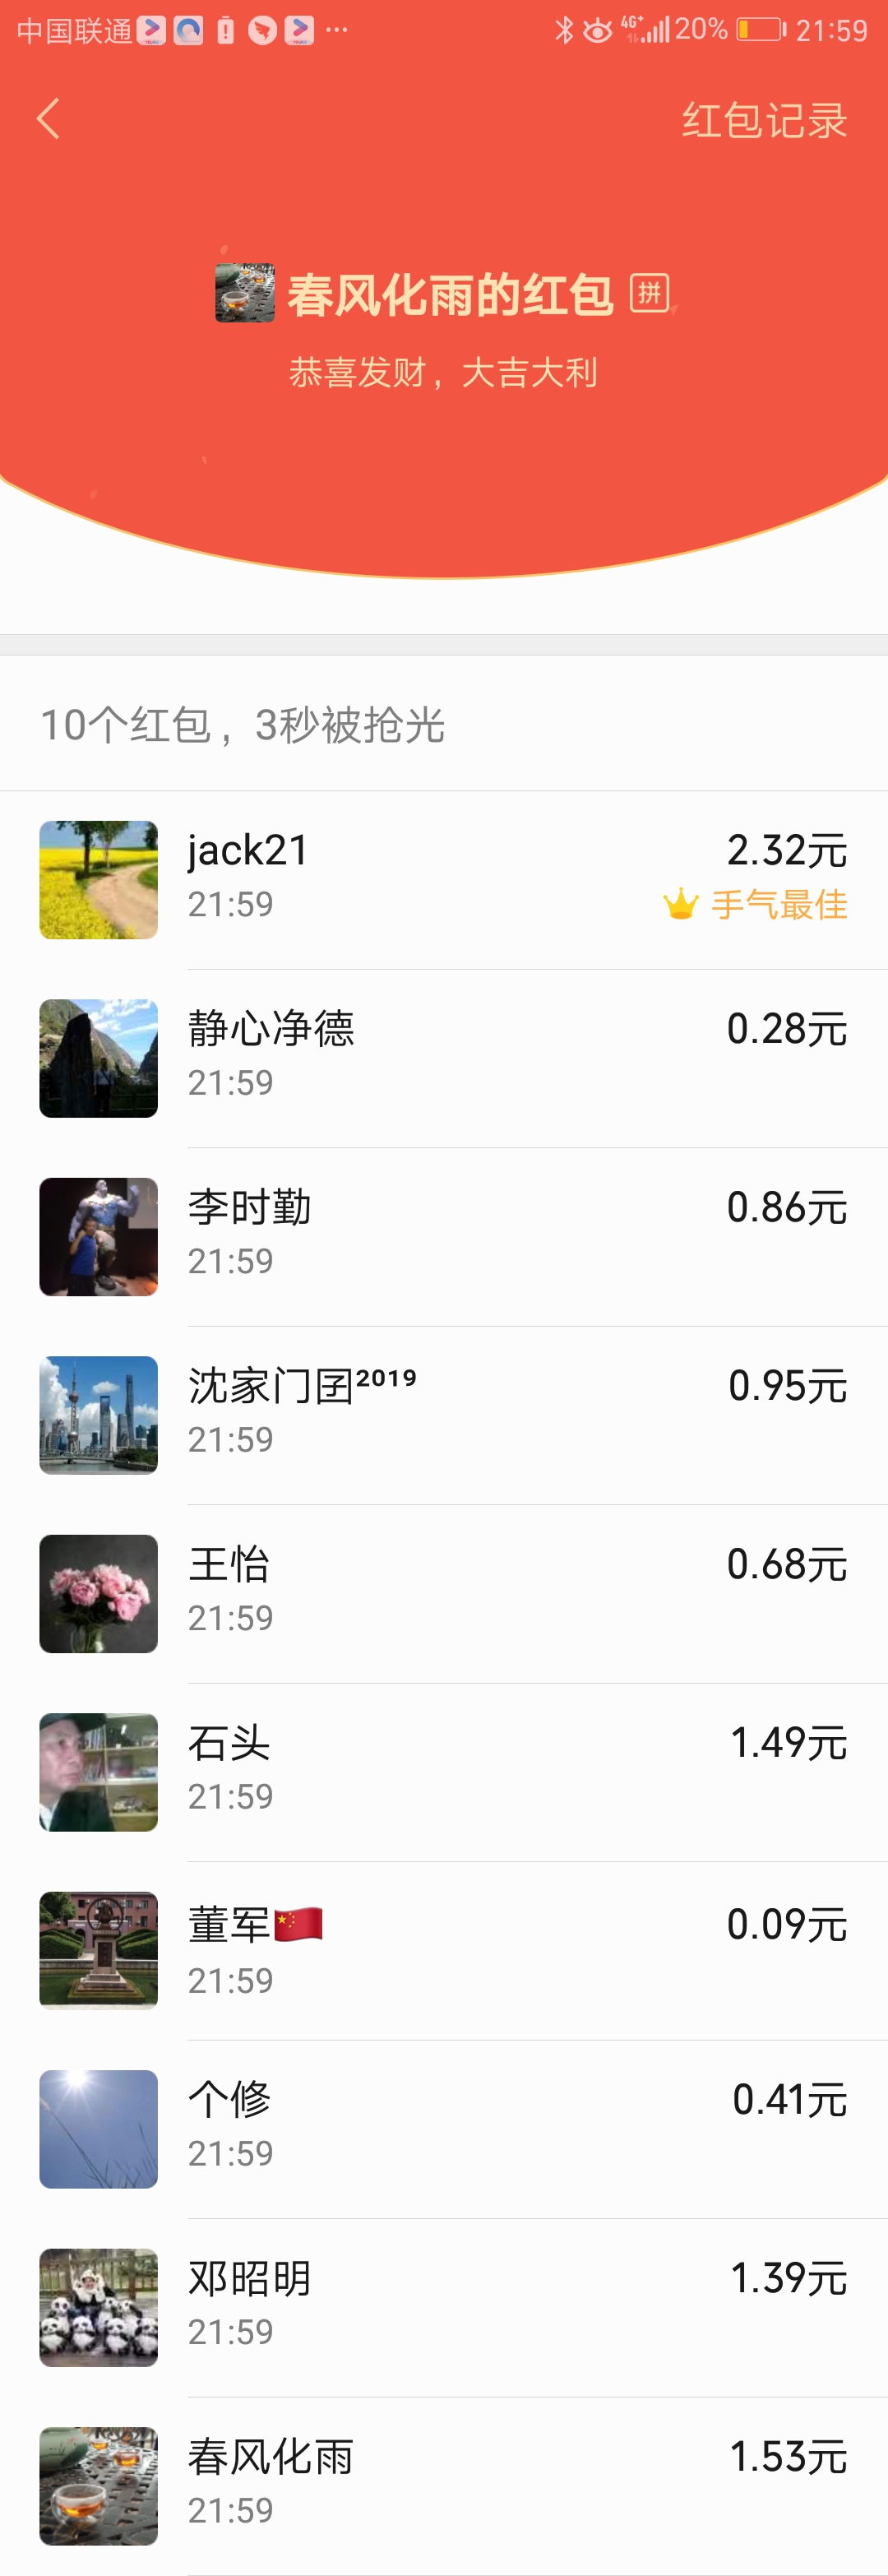 中国联通 4G+ 20% 21:59
红包记录
春风化雨的红包 拼
恭喜发财，大吉大利
10个红包，3秒被抢光
jack21 2.32元
21:59 手气最佳
静心净德 0.28元
21:59
李时勤 0.86元
21:59
沈家门囝²⁰¹⁹ 0.95元
21:59
王怡 0.68元
21:59
石头 1.49元
21:59
董军🇨🇳 0.09元
21:59
个修 0.41元
21:59
邓昭明 1.39元
21:59
春风化雨 1.53元
21:59